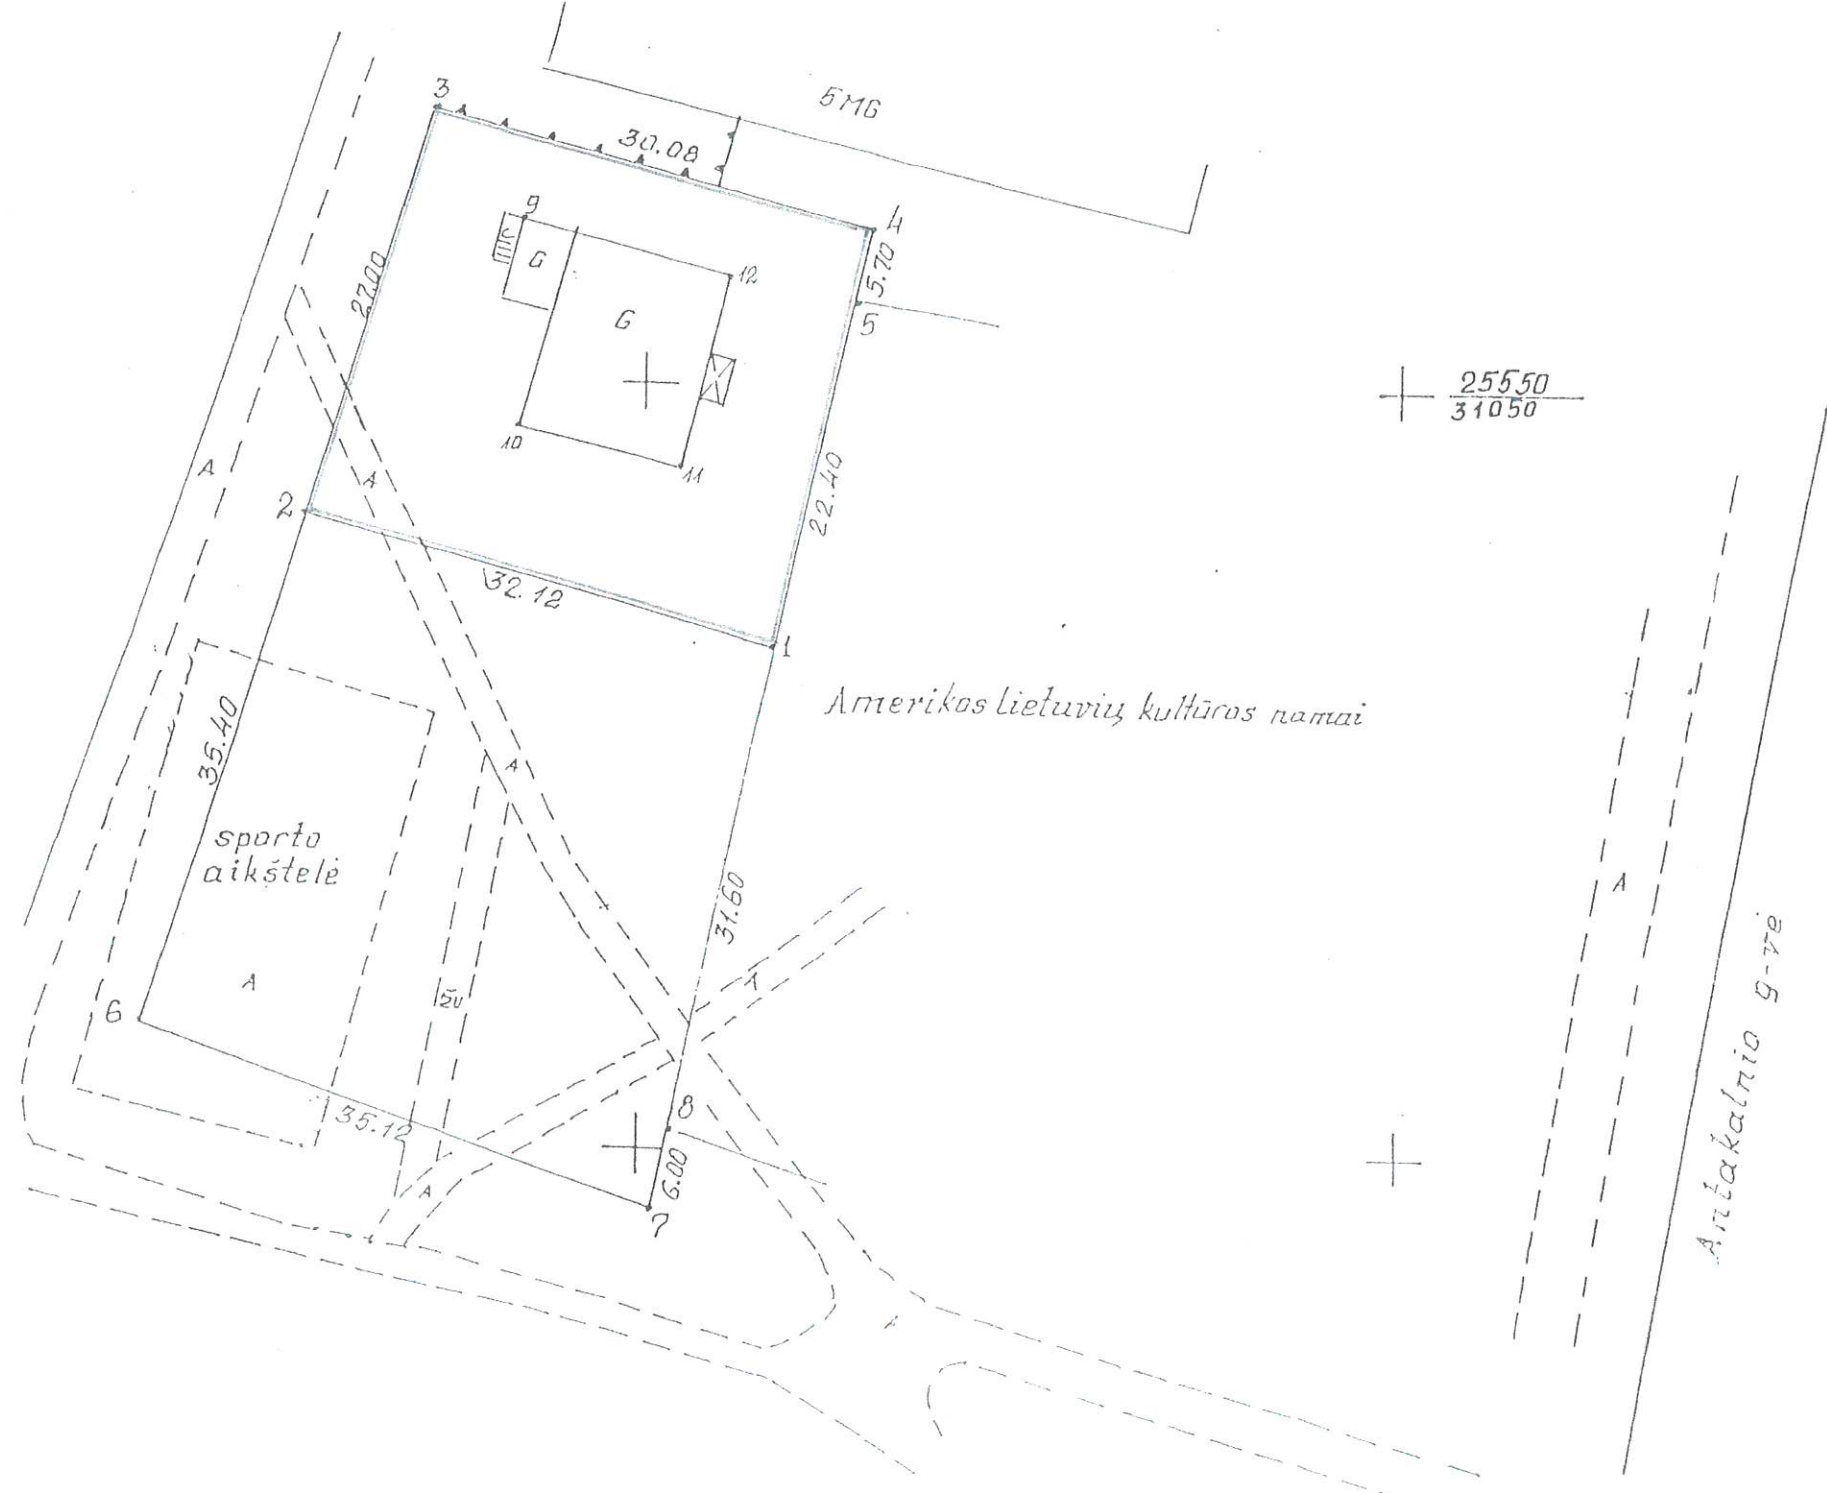 5MG
3
30.08
4
9
G
5.70
12
27.00
5
G
25550
31050
10
11
A
A
2
22.40
32.12
1
Amerikos lietuvių kultūros namai
35.40
A
sporto
aikštelė
A
31.60
Antakalnio g-vė
A
A
žv
6
8
35.12
6.00
A
7
A